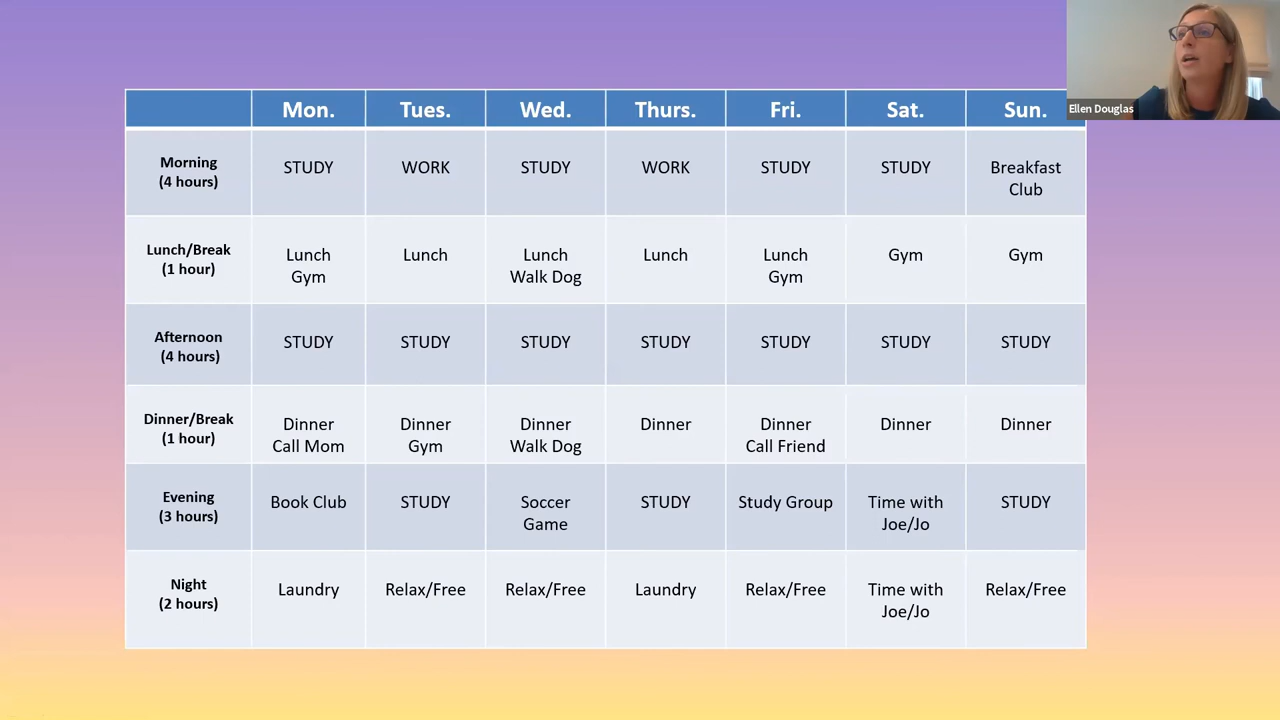 Mon. Tues. Wed. Thurs. Fri. Sat. Sun.
Ellen Douglas
Morning
(4 hours)
STUDY
WORK
STUDY
WORK
STUDY
STUDY
Breakfast
Club
Lunch/Break
(1 hour)
Lunch
Gym
Lunch
Lunch
Walk Dog
Lunch
Lunch
Gym
Gym
Gym
Afternoon
(4 hours)
STUDY
STUDY
STUDY
STUDY
STUDY
STUDY
STUDY
Dinner/Break
(1 hour)
Dinner
Call Mom
Dinner
Gym
Dinner
Walk Dog
Dinner
Dinner
Call Friend
Dinner
Dinner
Evening
(3 hours)
Book Club
STUDY
Soccer
Game
STUDY
Study Group
Time with
Joe/Jo
STUDY
Night
(2 hours)
Laundry
Relax/Free
Relax/Free
Laundry
Relax/Free
Time with
Joe/Jo
Relax/Free